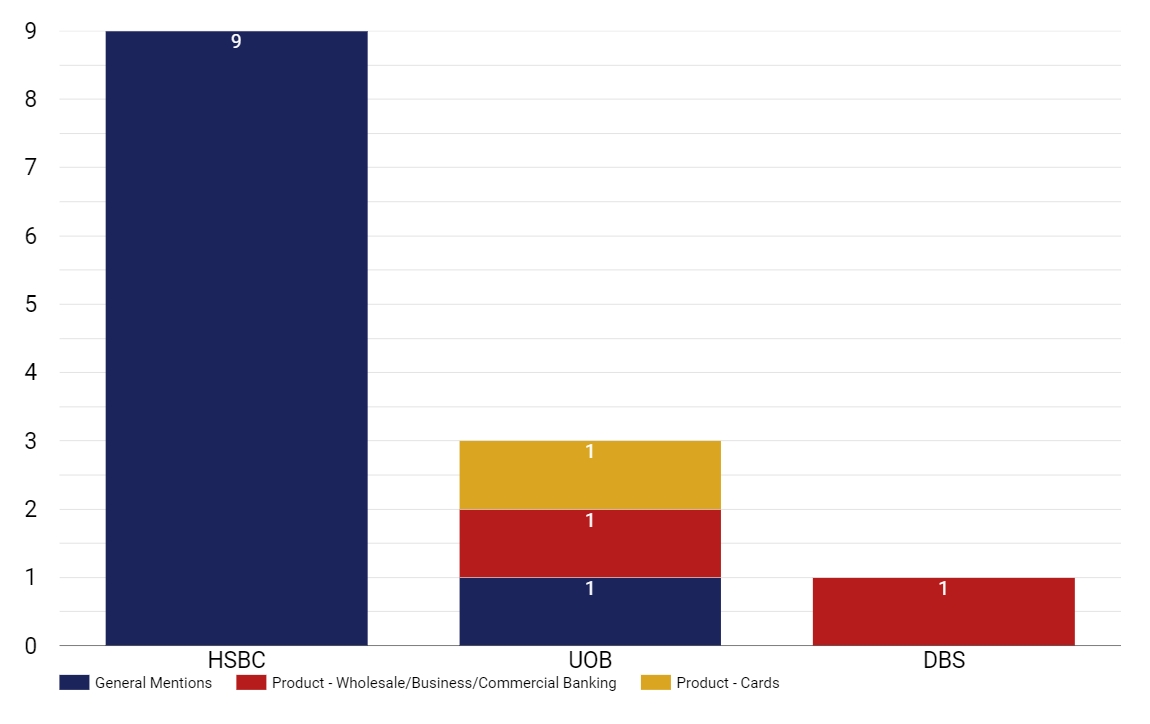 9
9
8
7
6
5
4
3
1
2
1
1
1
1
0
HSBC
UOB
DBS
General Mentions
Product - Wholesale/Business/Commercial Banking
Product - Cards